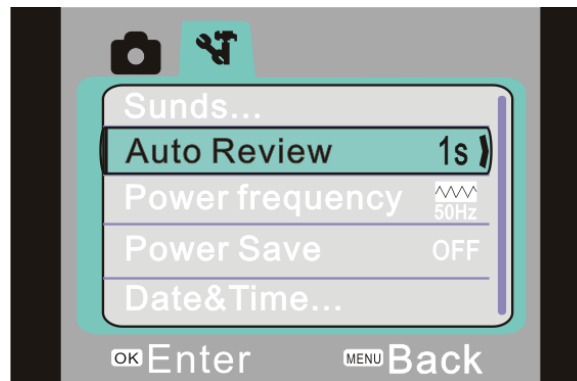 Sunds...
Auto Review 1s
Power frequency 50Hz
Power Save OFF
Date&Time...
OK Enter MENU Back